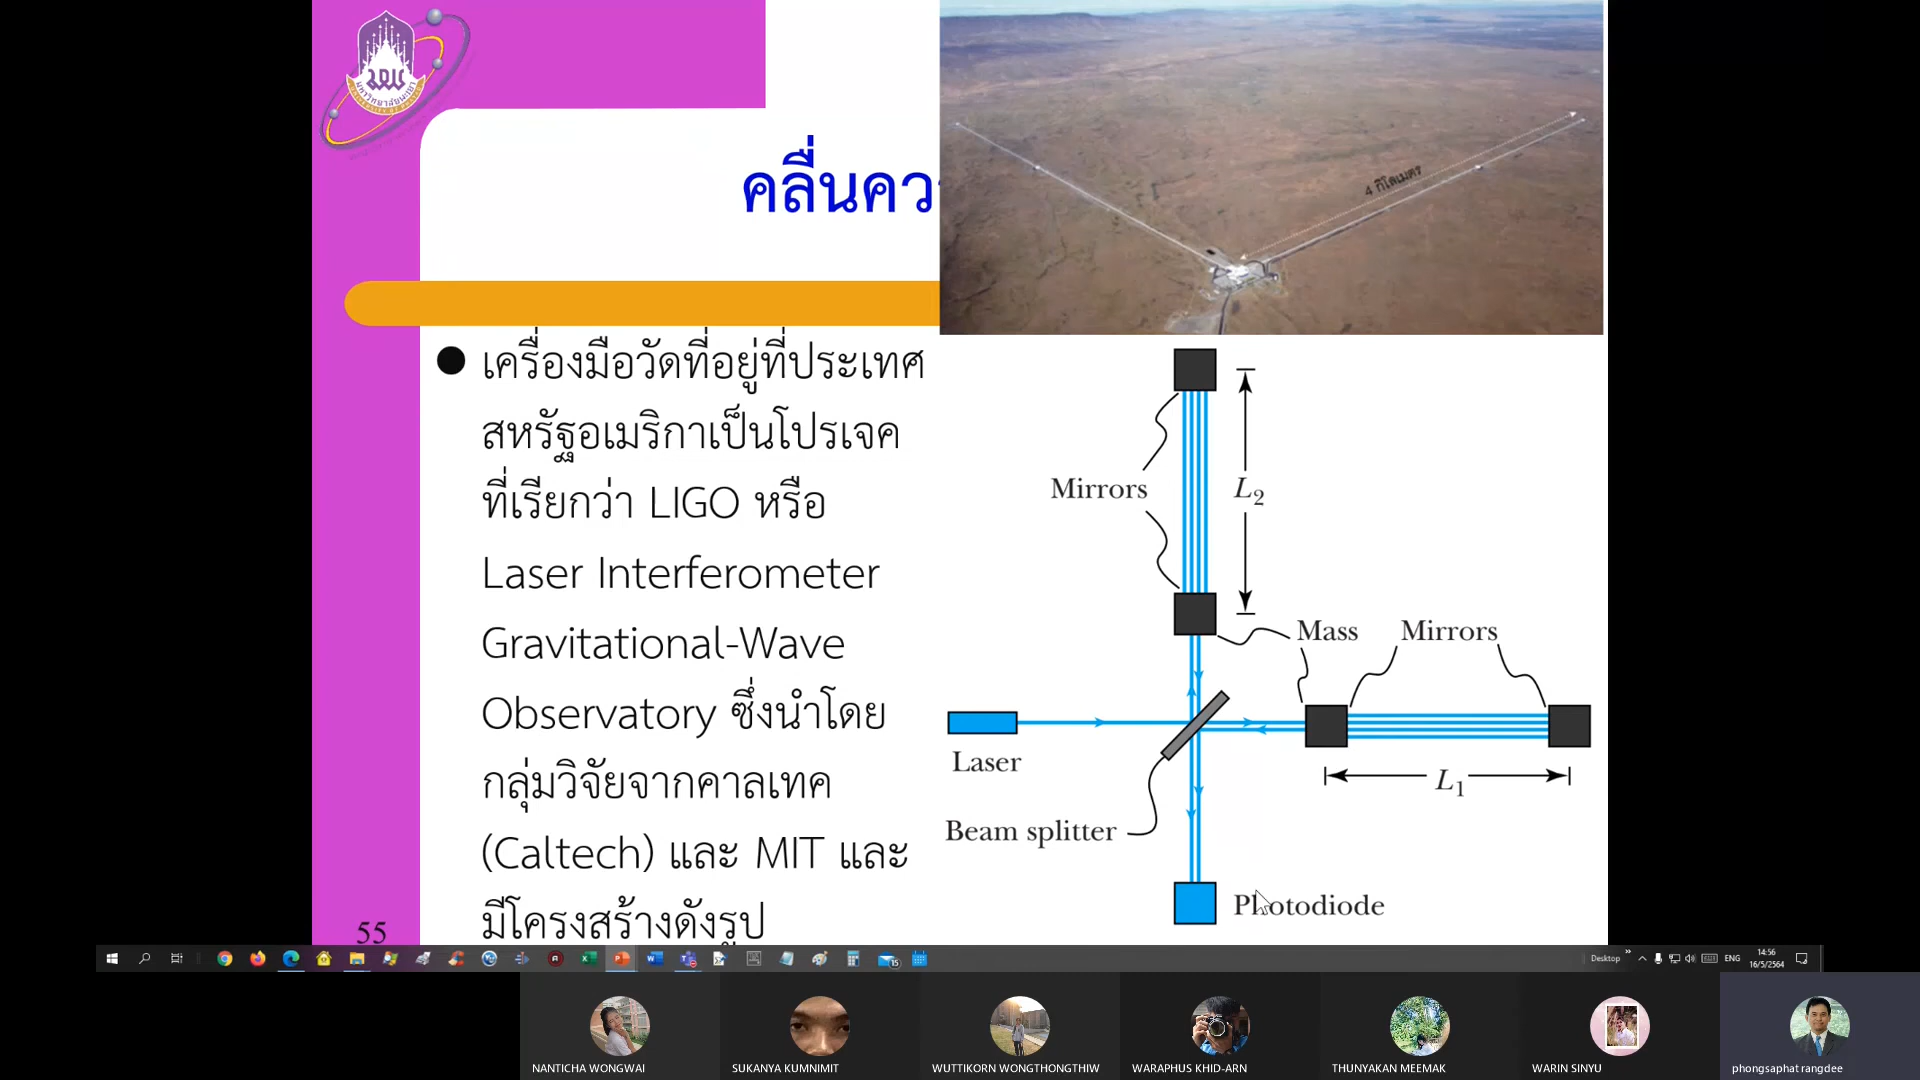 คลื่นควา
4 กิโลเมตร
เครื่องมือวัดที่อยู่ที่ประเทศ
สหรัฐอเมริกาเป็นโปรเจค
ที่เรียกว่า LIGO หรือ
Laser Interferometer
Gravitational-Wave
Observatory ซึ่งนำโดย
กลุ่มวิจัยจากคาลเทค
(Caltech) และ MIT และ
มีโครงสร้างดังรูป
55
Mirrors
L2
Mass
Mirrors
Laser
L1
Beam splitter
Photodiode
Desktop
ENG
14:56
16/5/2564
15
NANTICHA WONGWAI
SUKANYA KUMNIMIT
WUTTIKORN WONGTHONGTHIW
WARAPHUS KHID-ARN
THUNYAKAN MEEMAK
WARIN SINYU
phongsaphat rangdee